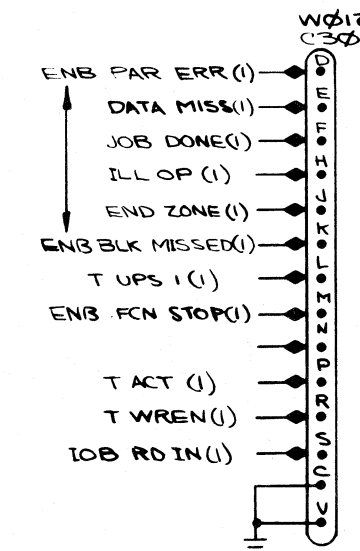 WØ12
C3Ø
D
ENB PAR ERR(1)
E
DATA MISS(1)
F
JOB DONE(1)
H
ILL OP (1)
J
END ZONE(1)
K
ENB BLK MISSED(1)
L
T UPS 1(1)
M
ENB FCN STOP(1)
N
P
T ACT (1)
R
T WREN(1)
S
IOB RD IN(1)
C
V